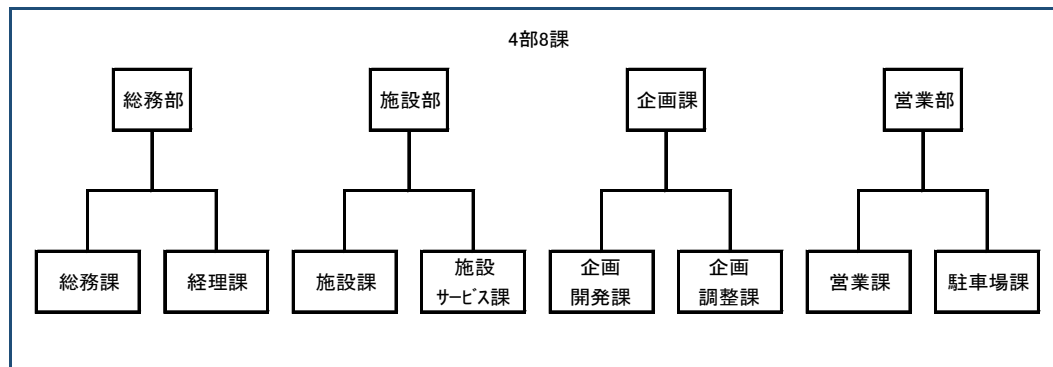 4部8課
総務部
施設部
企画課
営業部
総務課
経理課
施設課
施設
サービス課
企画
開発課
企画
調整課
営業課
駐車場課